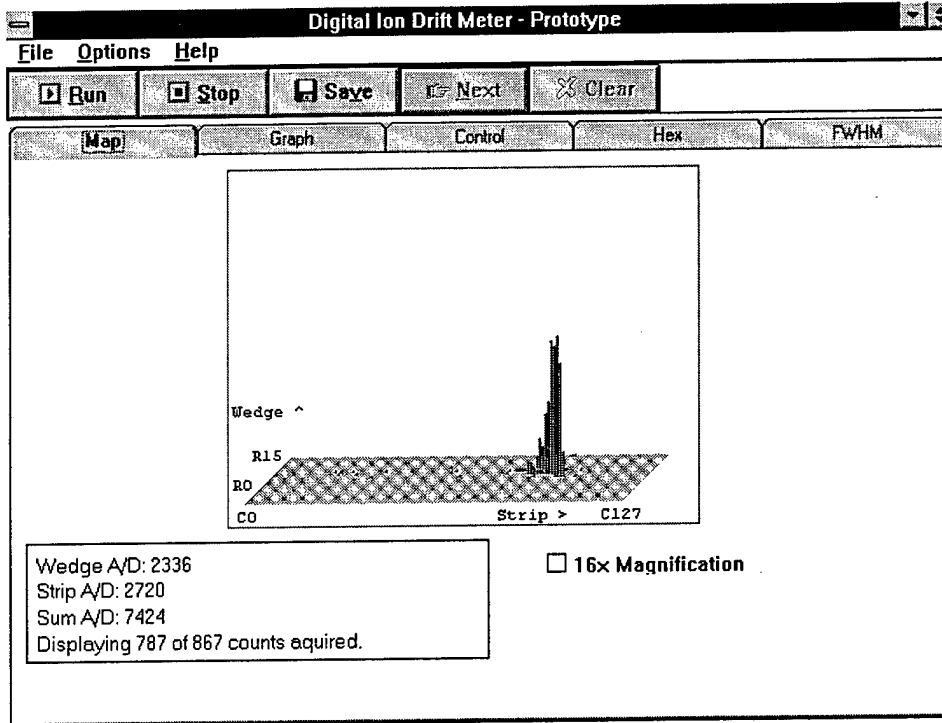 Digital Ion Drift Meter - Prototype
File Options Help
Run Stop Save Next Clear
Map Graph Control Hex FWHM
Wedge ^
R15
R0
C0 Strip > C127
Wedge A/D: 2336
Strip A/D: 2720
Sum A/D: 7424
Displaying 787 of 867 counts aquired.
16x Magnification